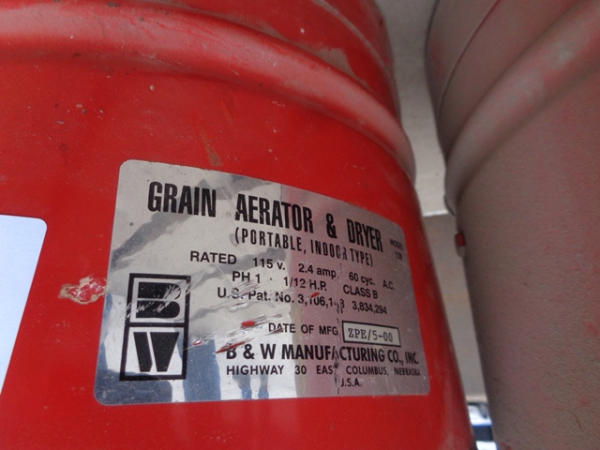 GRAIN AERATOR & DRYER
(PORTABLE, INDOOR TYPE) MODEL
RATED 115 v. 2.4 amp. 60 cyc. A.C.
PH 1 · 1/12 H.P. CLASS B
U.S. Pat. No. 3,834,294
DATE OF MFG ZPE/5-00
B W
B & W MANUFACTURING CO., INC.
HIGHWAY 30 EAST COLUMBUS, NEBRASKA
U.S.A.